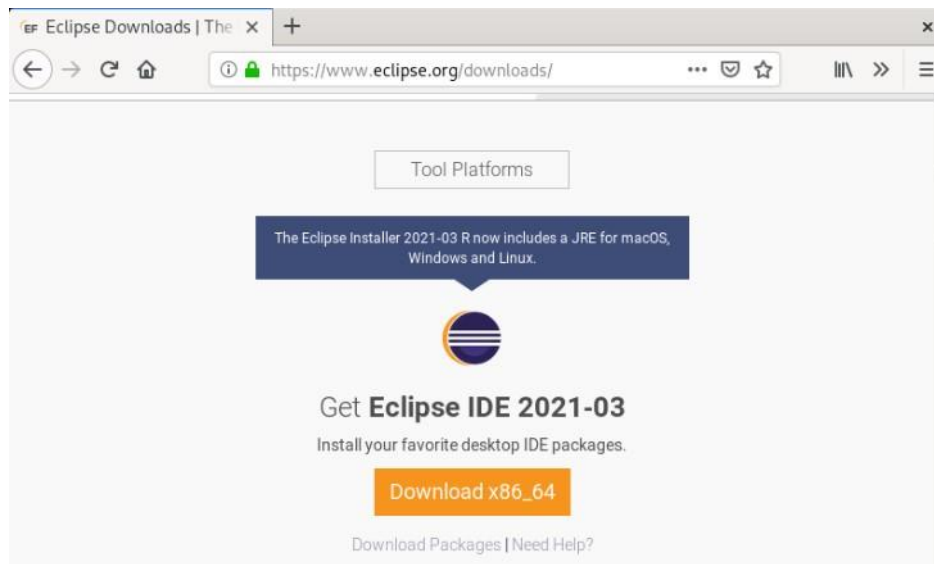 EF Eclipse Downloads | The
https://www.eclipse.org/downloads/
Tool Platforms
The Eclipse Installer 2021-03 R now includes a JRE for macOS,
Windows and Linux.
Get Eclipse IDE 2021-03
Install your favorite desktop IDE packages.
Download x86_64
Download Packages | Need Help?